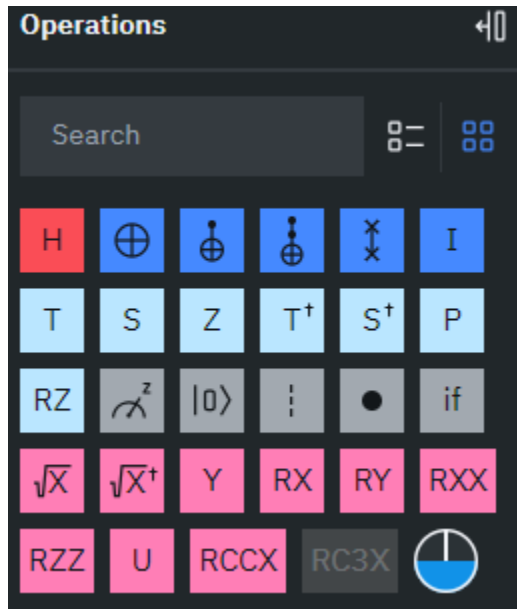 Operations
Search
H I
T S Z T† S† P
RZ z |0⟩ if
√X √X† Y RX RY RXX
RZZ U RCCX RC3X